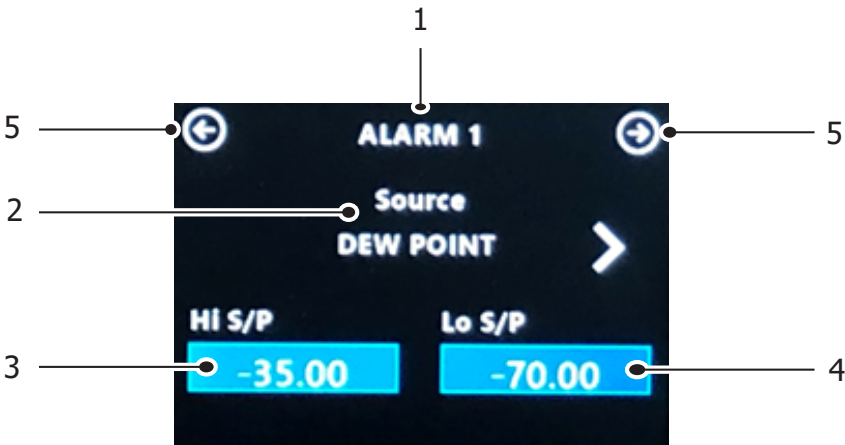 1
5
ALARM 1
5
2
Source
DEW POINT
Hi S/P
Lo S/P
3
-35.00
-70.00
4